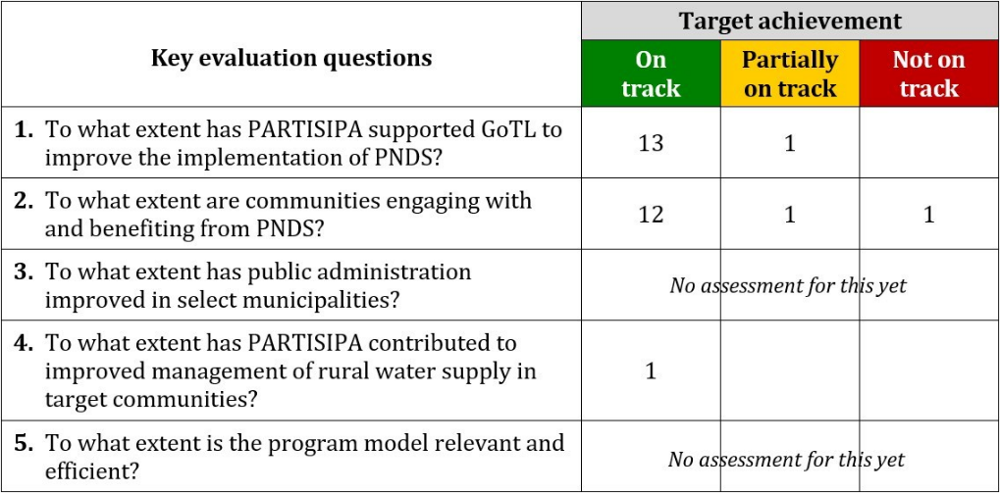 Key evaluation questions
Target achievement
On
track
Partially
on track
Not on
track
1. To what extent has PARTISIPA supported GoTL to
improve the implementation of PNDS?
13
1
2. To what extent are communities engaging with
and benefiting from PNDS?
12
1
1
3. To what extent has public administration
improved in select municipalities?
No assessment for this yet
4. To what extent has PARTISIPA contributed to
improved management of rural water supply in
target communities?
1
5. To what extent is the program model relevant and
efficient?
No assessment for this yet